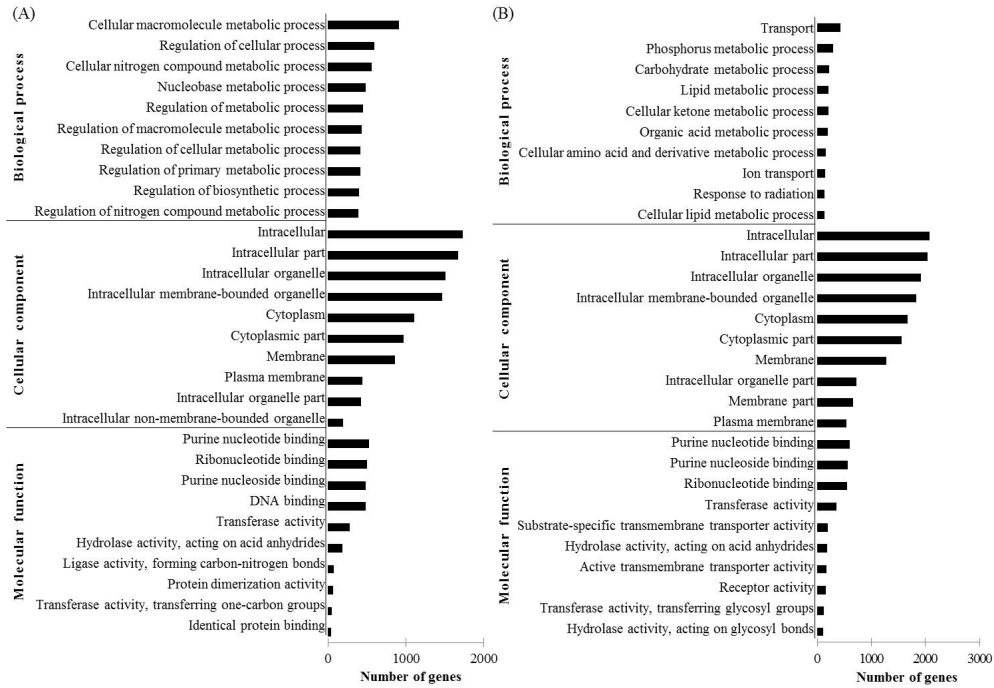 (A)
Biological process
Cellular macromolecule metabolic process
Regulation of cellular process
Cellular nitrogen compound metabolic process
Nucleobase metabolic process
Regulation of metabolic process
Regulation of macromolecule metabolic process
Regulation of cellular metabolic process
Regulation of primary metabolic process
Regulation of biosynthetic process
Regulation of nitrogen compound metabolic process
Cellular component
Intracellular
Intracellular part
Intracellular organelle
Intracellular membrane-bounded organelle
Cytoplasm
Cytoplasmic part
Membrane
Plasma membrane
Intracellular organelle part
Intracellular non-membrane-bounded organelle
Molecular function
Purine nucleotide binding
Ribonucleotide binding
Purine nucleoside binding
DNA binding
Transferase activity
Hydrolase activity, acting on acid anhydrides
Ligase activity, forming carbon-nitrogen bonds
Protein dimerization activity
Transferase activity, transferring one-carbon groups
Identical protein binding
0 1000 2000
Number of genes
(B)
Biological process
Transport
Phosphorus metabolic process
Carbohydrate metabolic process
Lipid metabolic process
Cellular ketone metabolic process
Organic acid metabolic process
Cellular amino acid and derivative metabolic process
Ion transport
Response to radiation
Cellular lipid metabolic process
Cellular component
Intracellular
Intracellular part
Intracellular organelle
Intracellular membrane-bounded organelle
Cytoplasm
Cytoplasmic part
Membrane
Intracellular organelle part
Membrane part
Plasma membrane
Molecular function
Purine nucleotide binding
Purine nucleoside binding
Ribonucleotide binding
Transferase activity
Substrate-specific transmembrane transporter activity
Hydrolase activity, acting on acid anhydrides
Active transmembrane transporter activity
Receptor activity
Transferase activity, transferring glycosyl groups
Hydrolase activity, acting on glycosyl bonds
0 1000 2000 3000
Number of genes